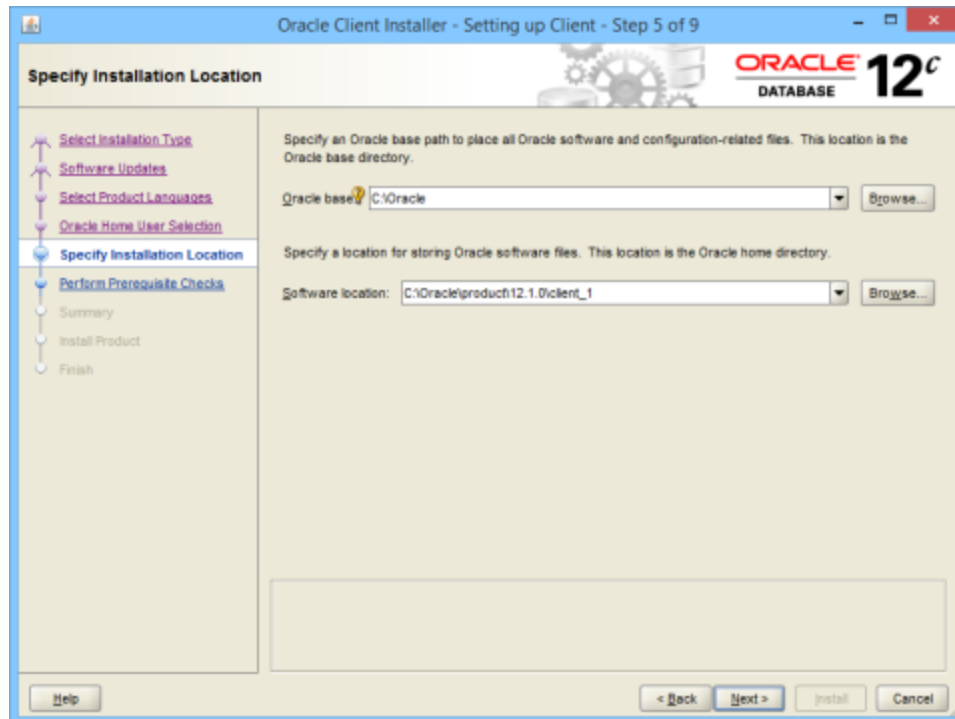 Oracle Client Installer - Setting up Client - Step 5 of 9
Specify Installation Location
ORACLE
DATABASE
12c
Select Installation Type
Software Updates
Select Product Languages
Oracle Home User Selection
Specify Installation Location
Perform Prerequisite Checks
Summary
Install Product
Finish
Specify an Oracle base path to place all Oracle software and configuration-related files. This location is the
Oracle base directory.
Oracle base C:\Oracle
Browse...
Specify a location for storing Oracle software files. This location is the Oracle home directory.
Software location: C:\Oracle\product\12.1.0\client_1
Browse...
Help
< Back
Next >
Install
Cancel